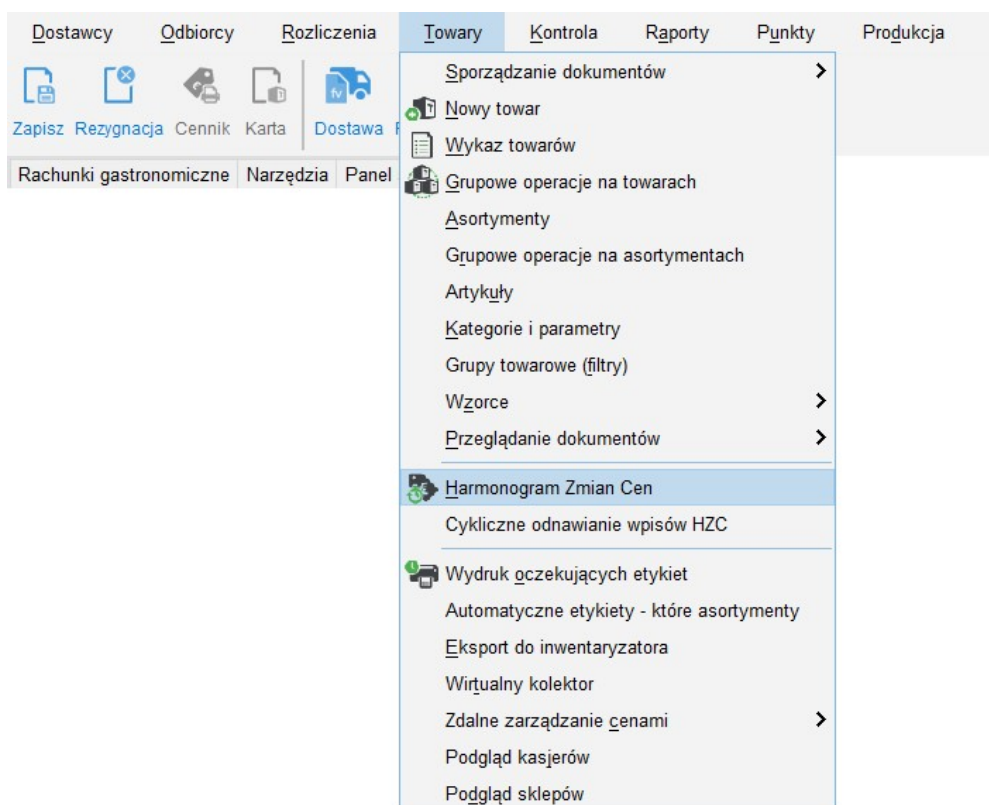 Dostawcy Odbiorcy Rozliczenia Towary Kontrola Raporty Punkty Produkcja
Zapisz Rezygnacja Cennik Karta Dostawa
fv
Rachunki gastronomiczne Narzędzia Panel
Sporządzanie dokumentów
Nowy towar
Wykaz towarów
Grupowe operacje na towarach
Asortymenty
Grupowe operacje na asortymentach
Artykuły
Kategorie i parametry
Grupy towarowe (filtry)
Wzorce
Przeglądanie dokumentów
Harmonogram Zmian Cen
Cykliczne odnawianie wpisów HZC
Wydruk oczekujących etykiet
Automatyczne etykiety - które asortymenty
Eksport do inwentaryzatora
Wirtualny kolektor
Zdalne zarządzanie cenami
Podgląd kasjerów
Podgląd sklepów